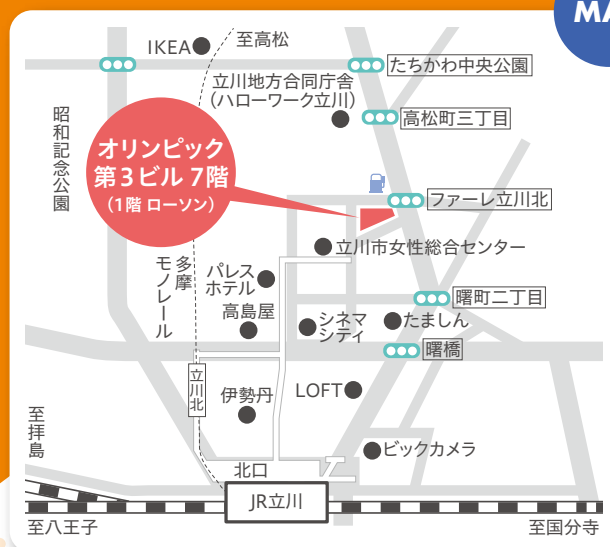 MA
IKEA
至高松
たちかわ中央公園
立川地方合同庁舎
(ハローワーク立川)
高松町三丁目
昭和記念公園
オリンピック
第3ビル 7階
(1階 ローソン)
ファーレ立川北
立川市女性総合センター
多摩
モノレール
パレス
ホテル
曙町二丁目
高島屋
シネマ
シティ
たましん
曙橋
立川北
伊勢丹
LOFT
至拝島
ビックカメラ
北口
JR立川
至八王子
至国分寺